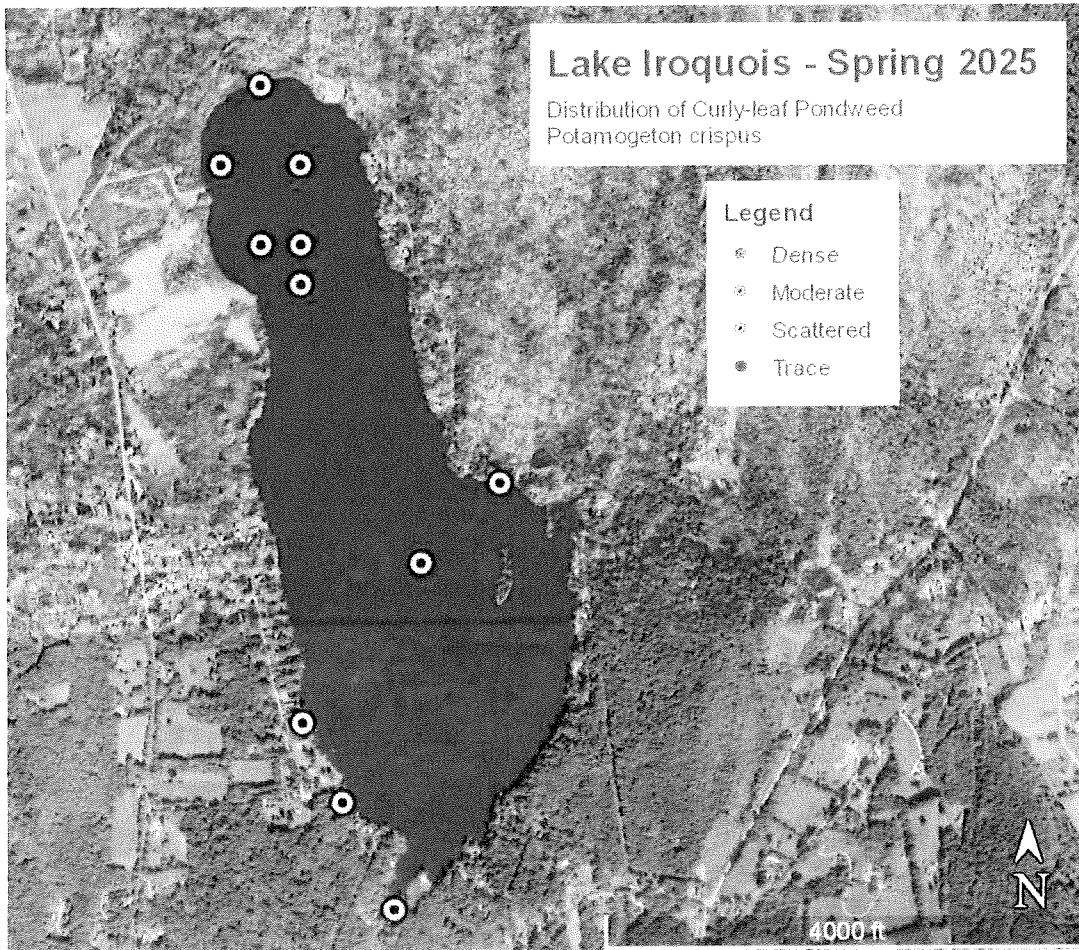 Lake Iroquois - Spring 2025
Distribution of Curly-leaf Pondweed
Potamogeton crispus
Legend
Dense
Moderate
Scattered
Trace
N
4000 ft